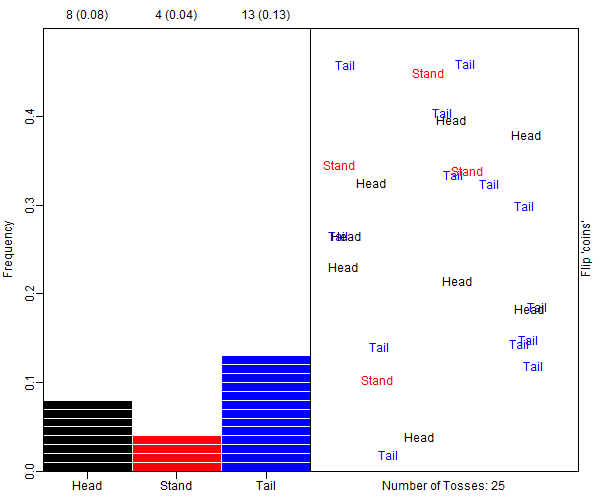 8 (0.08) 4 (0.04) 13 (0.13)
Frequency
0.4
0.3
0.2
0.1
0.0
Head Stand Tail
Tail
Tail
Stand
Tail
Head
Head
Stand
Stand
Tail
Head
Tail
Tail
Tail
Head
Head
Head
Tail
Head
Tail
Tail
Tail
Stand
Tail
Head
Tail
Number of Tosses: 25
Flip 'coins'